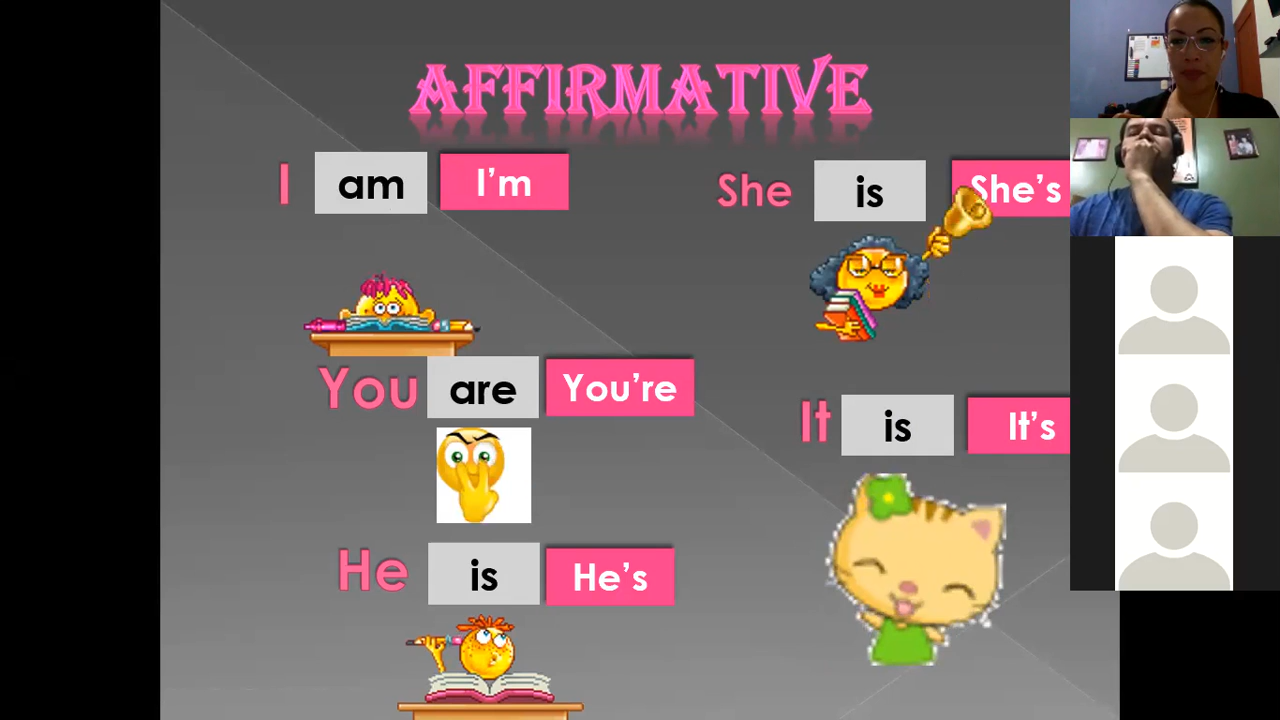 AFFIRMATIVE
I am I'm
She is She's
You are You're
It is It's
He is He's